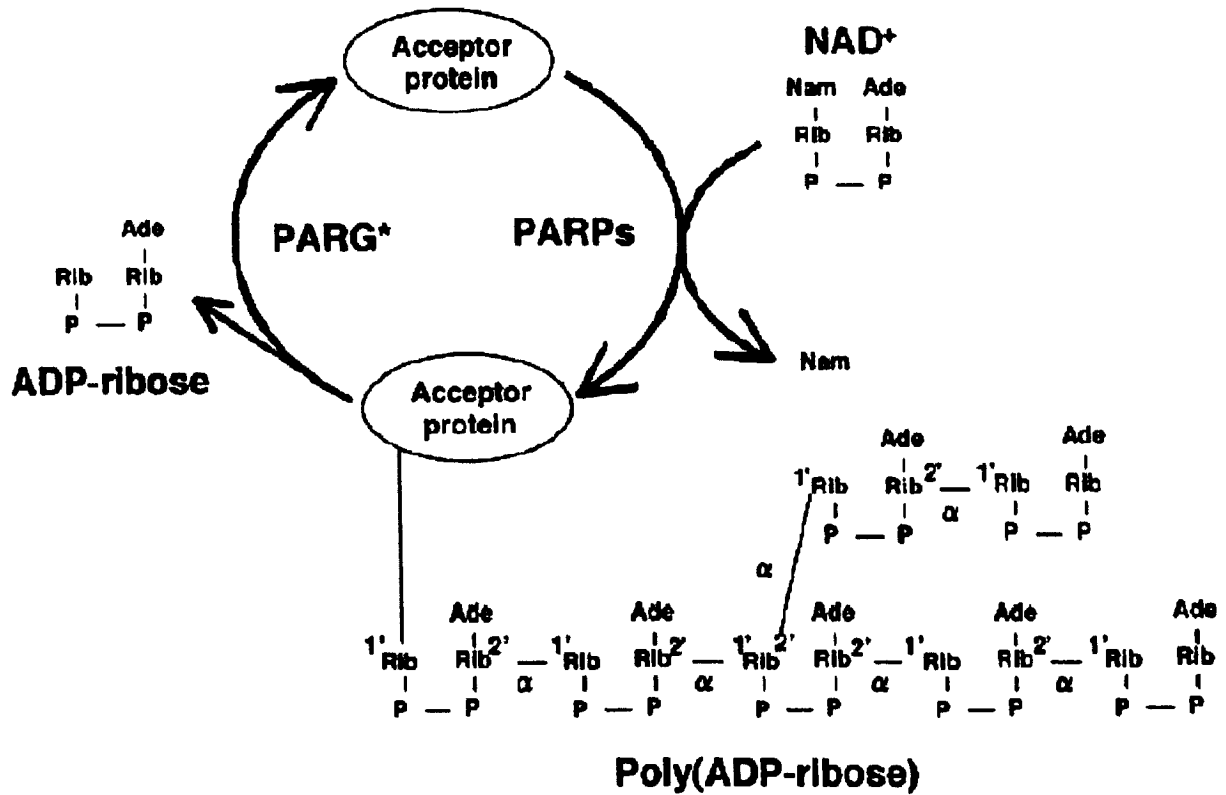 Acceptor
protein
NAD+
Nam Ade
Rib Rib
P — P
PARG*
PARPs
Ade
Rib Rib
P — P
ADP-ribose
Nam
Acceptor
protein
Ade Ade
1' Rib Rib 2' — 1' Rib Rib
α
P — P P — P
α
Ade Ade Ade Ade Ade
1' Rib Rib 2' — 1' Rib Rib 2' — 1' Rib 2' Rib 2' — 1' Rib Rib 2' — 1' Rib Rib
α α α α
P — P P — P P — P P — P P — P
Poly(ADP-ribose)